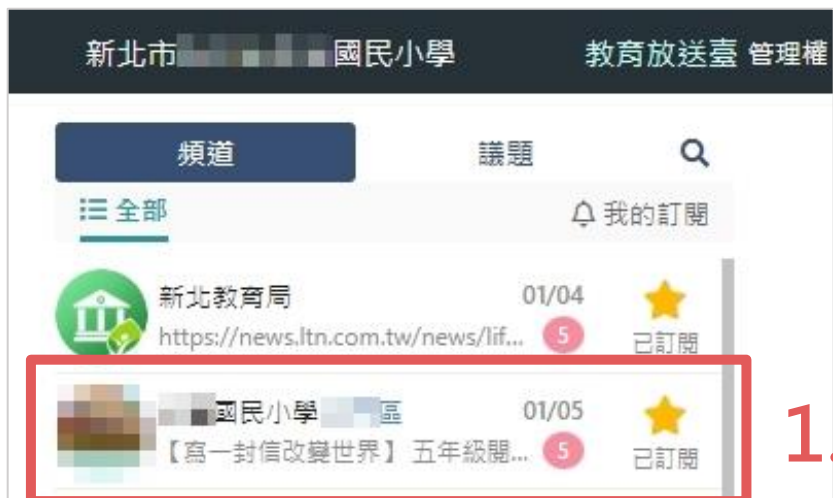 新北市 國民小學 教育放送臺 管理權
頻道 議題
全部 我的訂閱
新北教育局 01/04
https://news.ltn.com.tw/news/lif... 5 已訂閱
國民小學 區 01/05
【寫一封信改變世界】 五年級閱... 5 已訂閱
1.